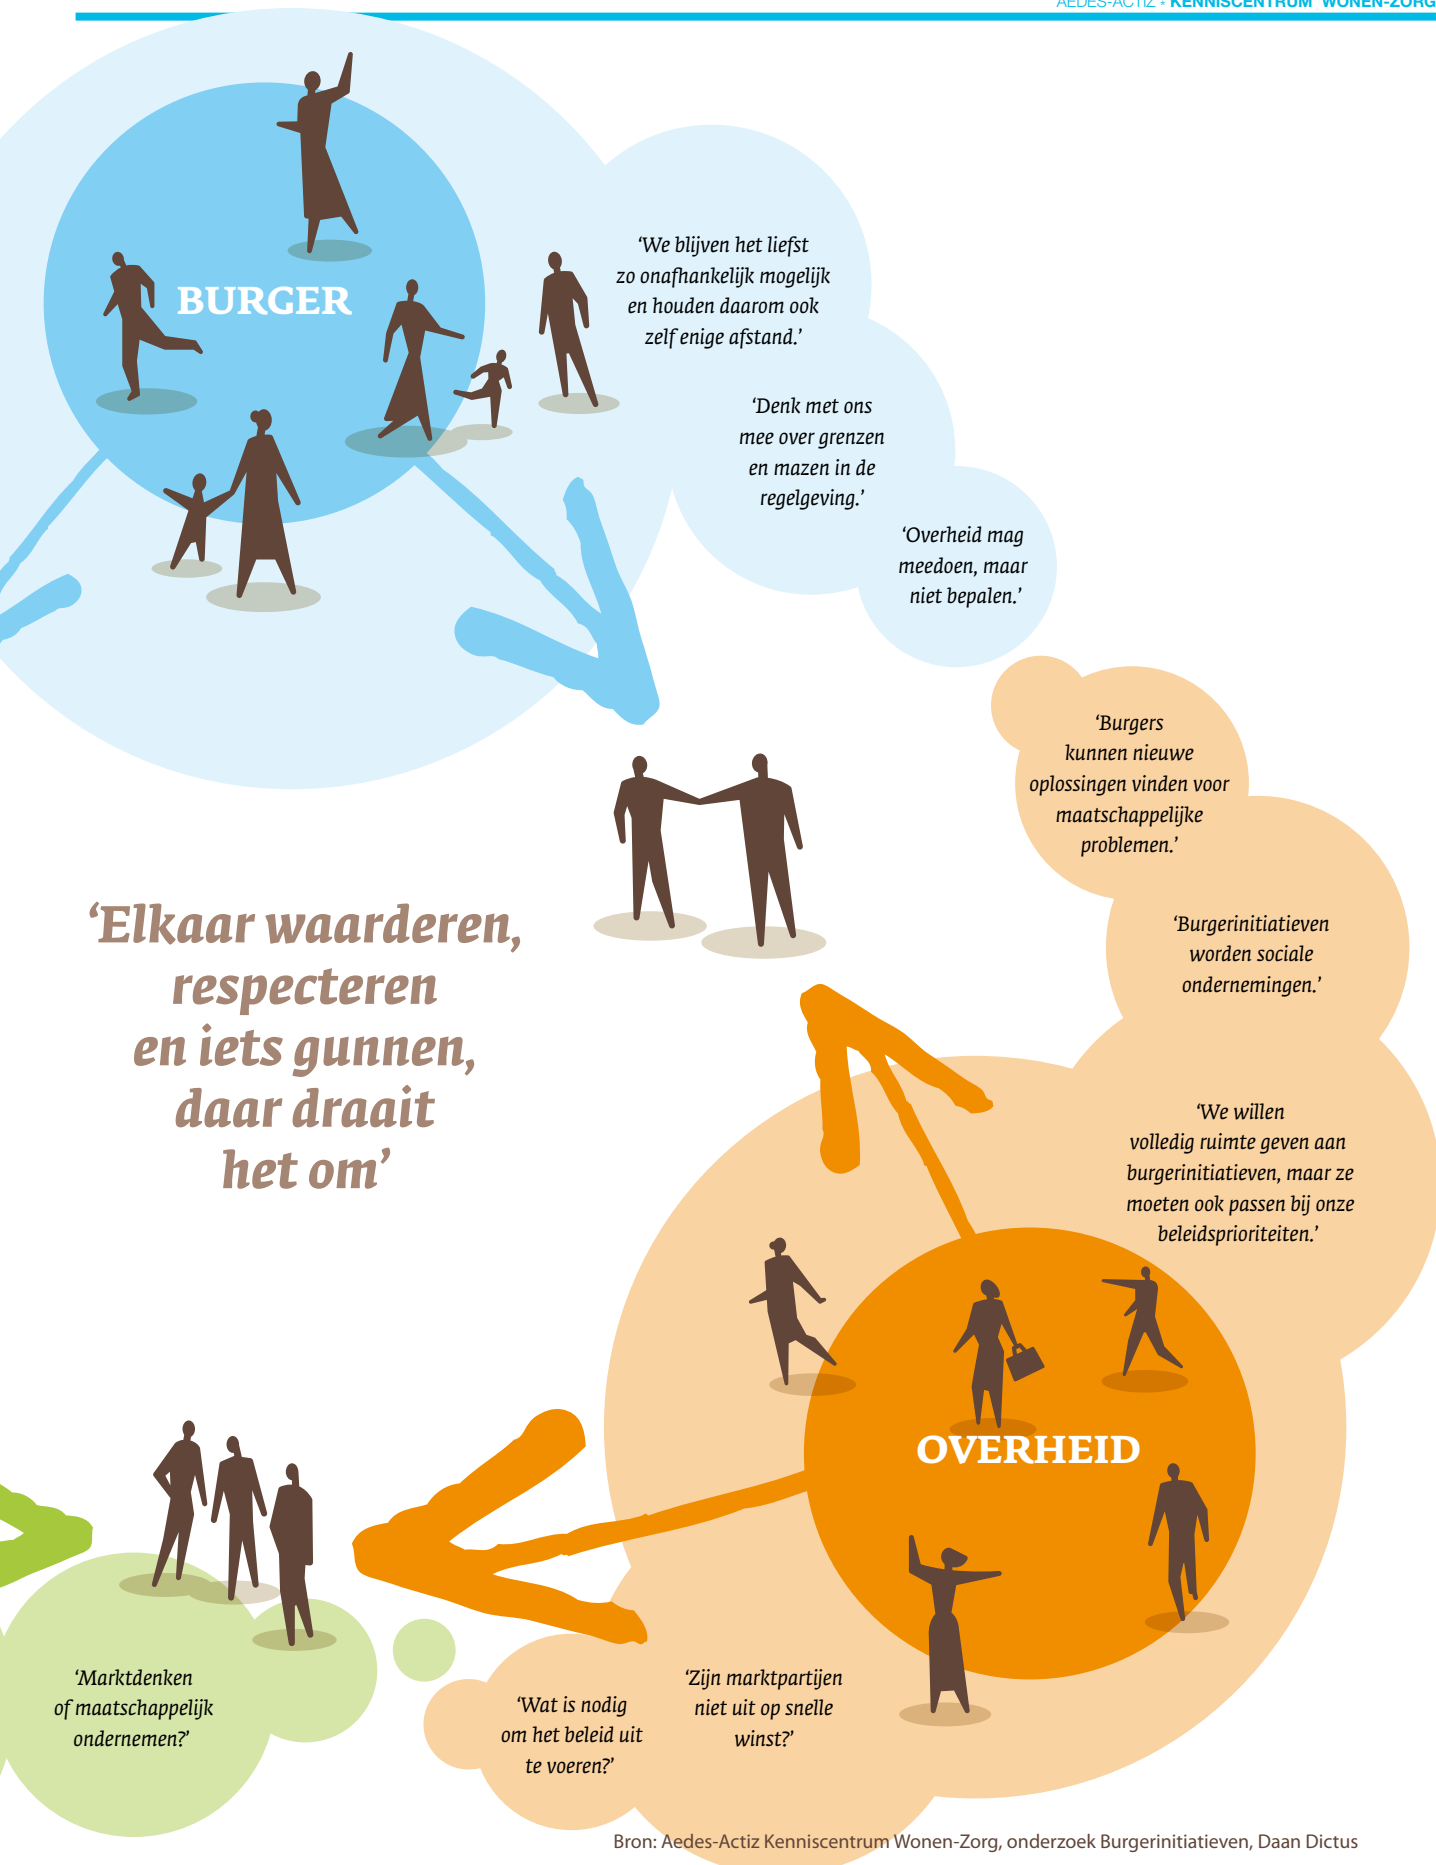 AEDES-ACTIZ • KENNISCENTRUM WONEN-ZORG
BURGER
‘We blijven het liefst
zo onafhankelijk mogelijk
en houden daarom ook
zelf enige afstand.’
‘Denk met ons
mee over grenzen
en mazen in de
regelgeving.’
‘Overheid mag
meedoen, maar
niet bepalen.’
‘Burgers
kunnen nieuwe
oplossingen vinden voor
maatschappelijke
problemen.’
‘Burgerinitiatieven
worden sociale
ondernemingen.’
‘We willen
volledig ruimte geven aan
burgerinitiatieven, maar ze
moeten ook passen bij onze
beleidsprioriteiten.’
‘Elkaar waarderen,
respecteren
en iets gunnen,
daar draait
het om’
OVERHEID
‘Marktdenken
of maatschappelijk
ondernemen?’
‘Wat is nodig
om het beleid uit
te voeren?’
‘Zijn marktpartijen
niet uit op snelle
winst?’
Bron: Aedes-Actiz Kenniscentrum Wonen-Zorg, onderzoek Burgerinitiatieven, Daan Dictus